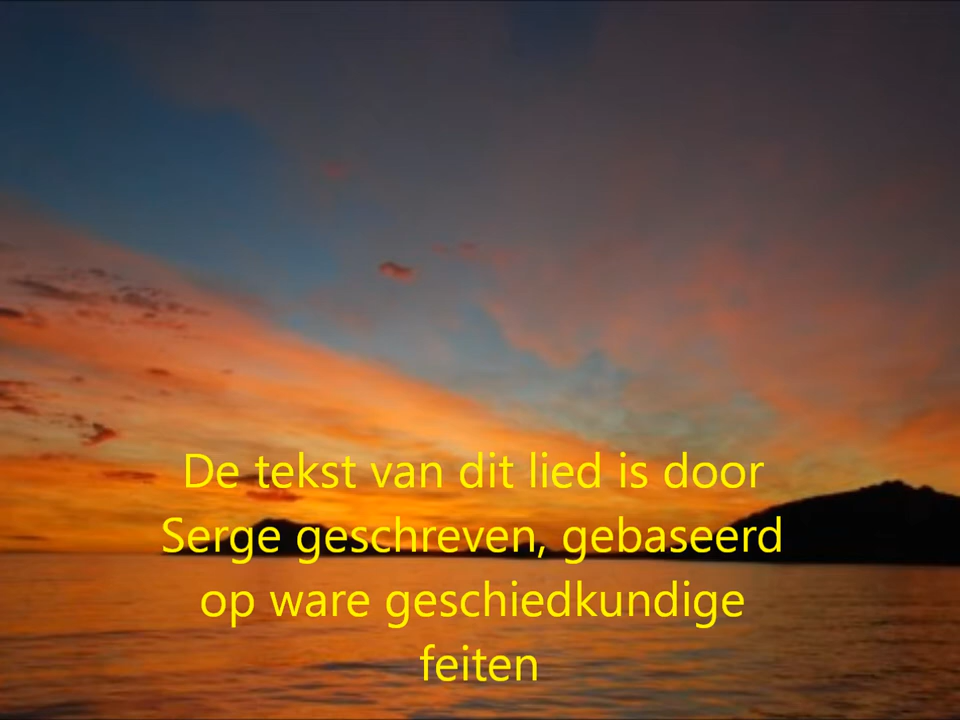 De tekst van dit lied is door
Serge geschreven, gebaseerd
op ware geschiedkundige
feiten